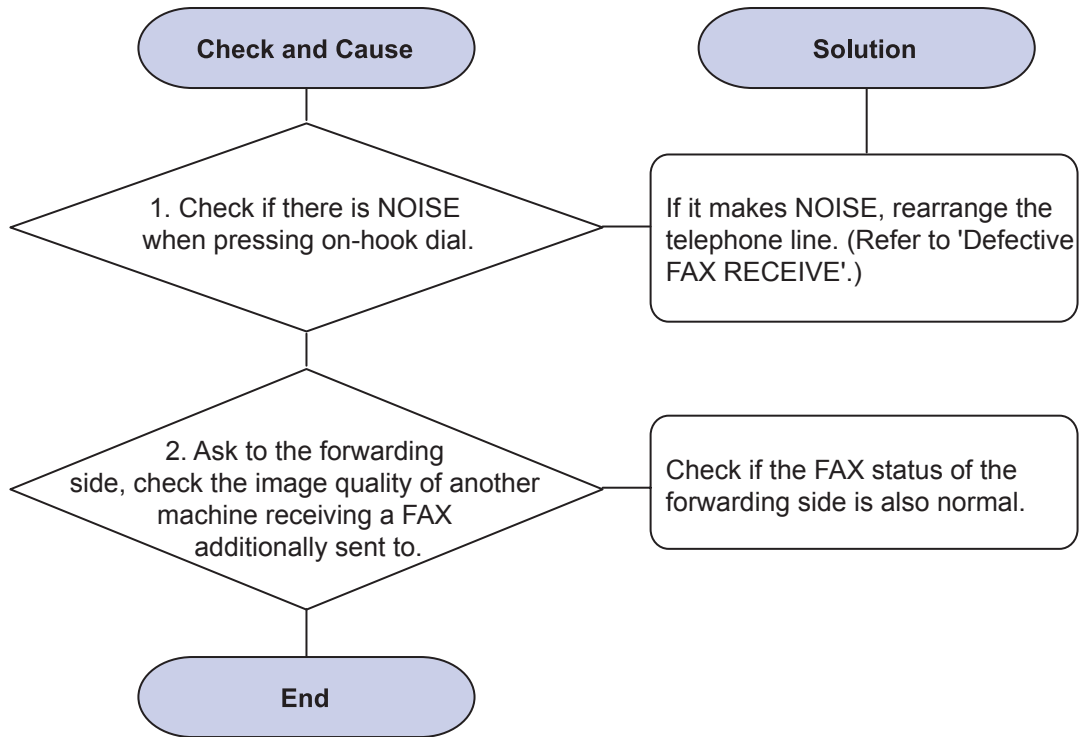 Check and Cause
Solution
1. Check if there is NOISE
when pressing on-hook dial.
If it makes NOISE, rearrange the
telephone line. (Refer to 'Defective
FAX RECEIVE'.)
2. Ask to the forwarding
side, check the image quality of another
machine receiving a FAX
additionally sent to.
Check if the FAX status of the
forwarding side is also normal.
End